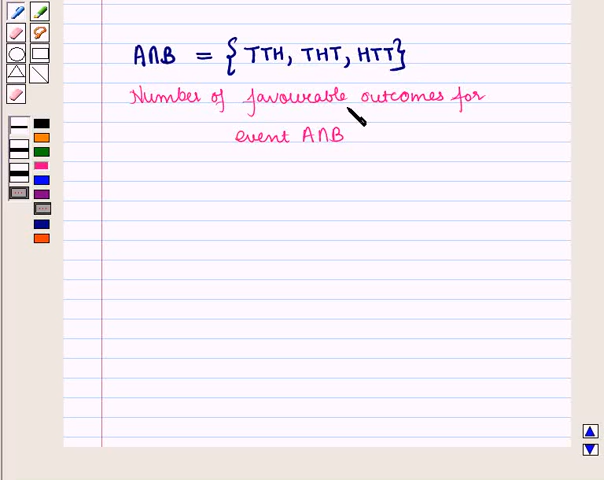 A∩B = {TTH, THT, HTT}
Number of favourable outcomes for
event A∩B